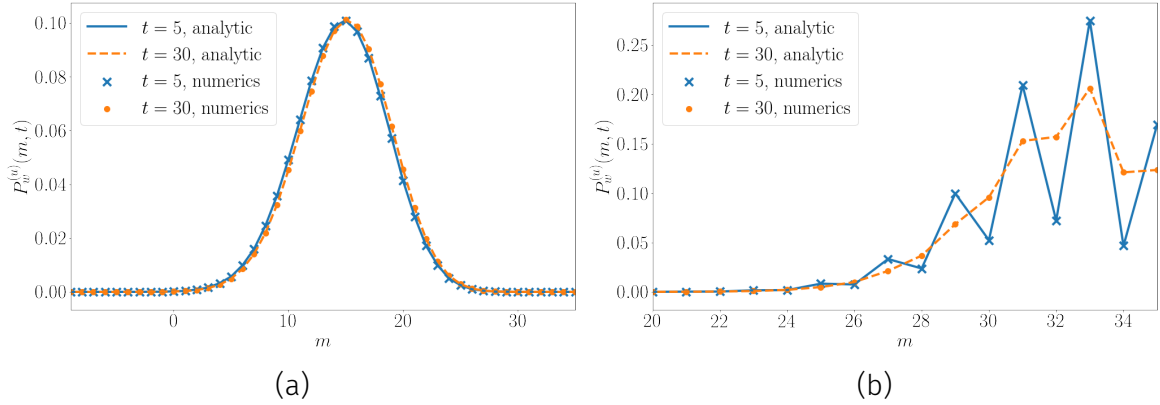 t = 5, analytic
t = 30, analytic
t = 5, numerics
t = 30, numerics
P_w^{(u)}(m, t)
0.10
0.08
0.06
0.04
0.02
0.00
0 10 20 30
m
(a)
t = 5, analytic
t = 30, analytic
t = 5, numerics
t = 30, numerics
P_w^{(u)}(m, t)
0.25
0.20
0.15
0.10
0.05
0.00
20 22 24 26 28 30 32 34
m
(b)